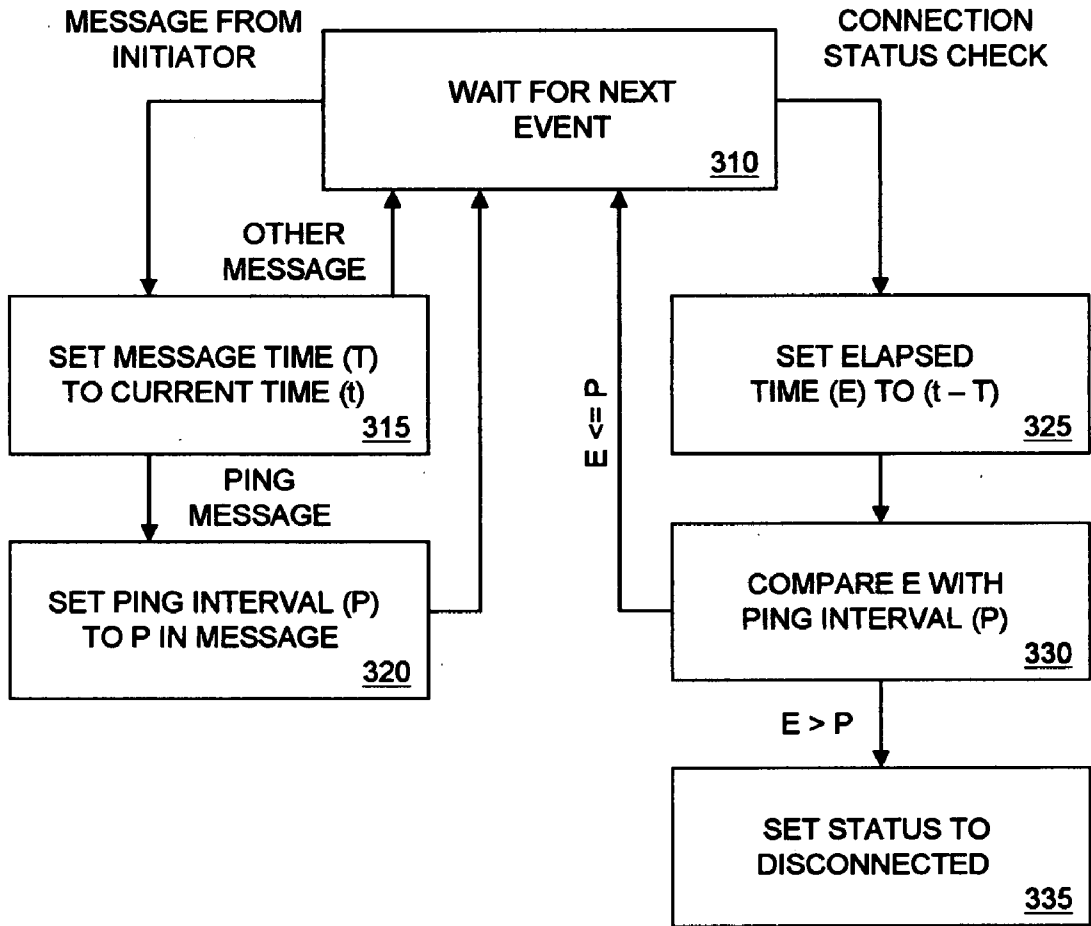 MESSAGE FROM
INITIATOR
CONNECTION
STATUS CHECK
WAIT FOR NEXT
EVENT
310
OTHER
MESSAGE
SET MESSAGE TIME (T)
TO CURRENT TIME (t)
315
PING
MESSAGE
SET PING INTERVAL (P)
TO P IN MESSAGE
320
E <= P
SET ELAPSED
TIME (E) TO (t – T)
325
COMPARE E WITH
PING INTERVAL (P)
330
E > P
SET STATUS TO
DISCONNECTED
335